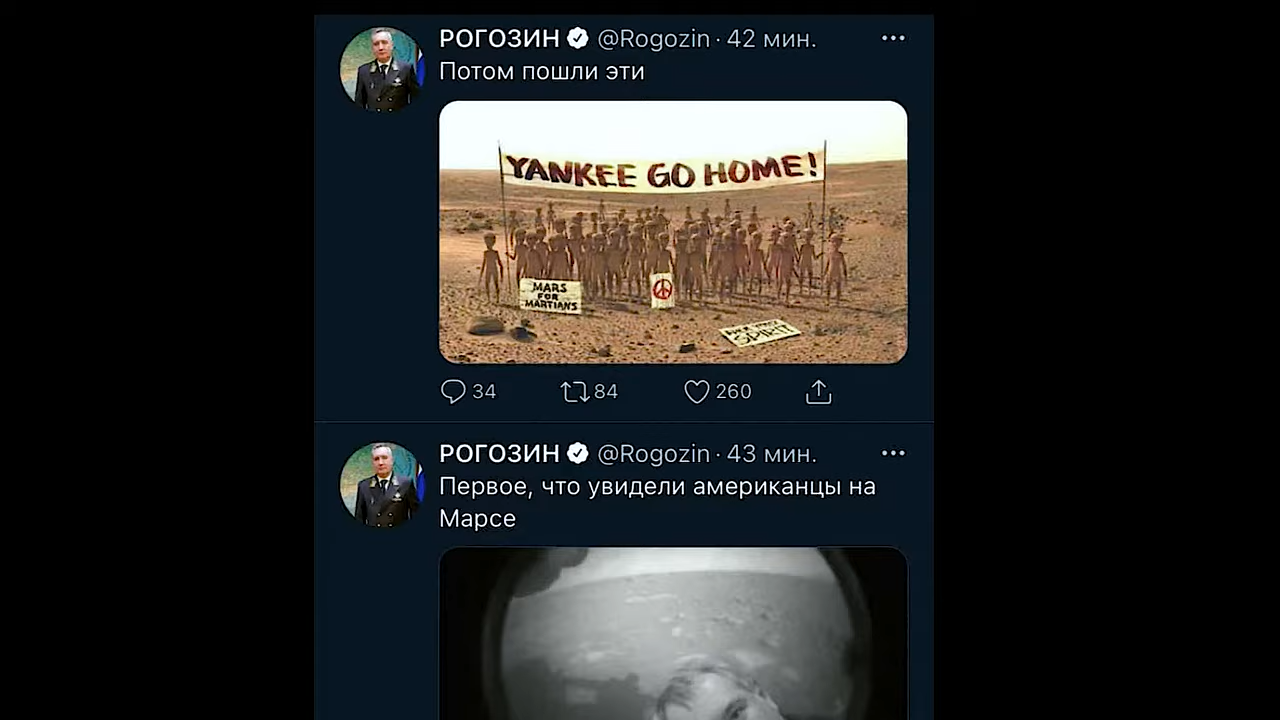 РОГОЗИН @Rogozin · 42 мин.
Потом пошли эти
YANKEE GO HOME!
MARS
FOR
MARTIANS
SPIRIT
34 84 260
РОГОЗИН @Rogozin · 43 мин.
Первое, что увидели американцы на
Марсе